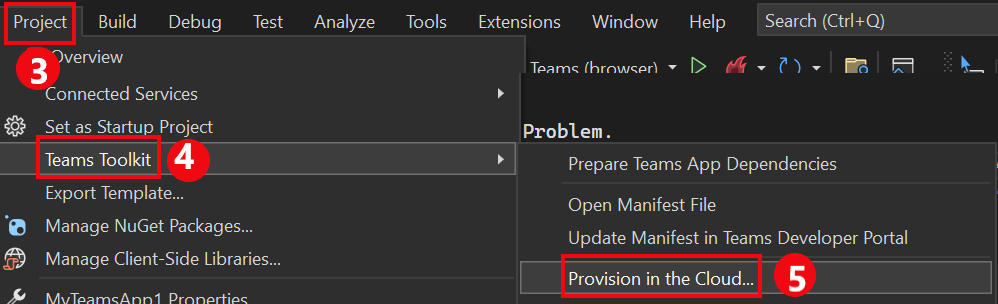 Project Build Debug Test Analyze Tools Extensions Window Help Search (Ctrl+Q)
3 Overview Teams (browser)
Connected Services
Set as Startup Project Problem.
Teams Toolkit 4 Prepare Teams App Dependencies
Export Template... Open Manifest File
Manage NuGet Packages... Update Manifest in Teams Developer Portal
Manage Client-Side Libraries...
Provision in the Cloud... 5
MyTeamsApp1 Properties